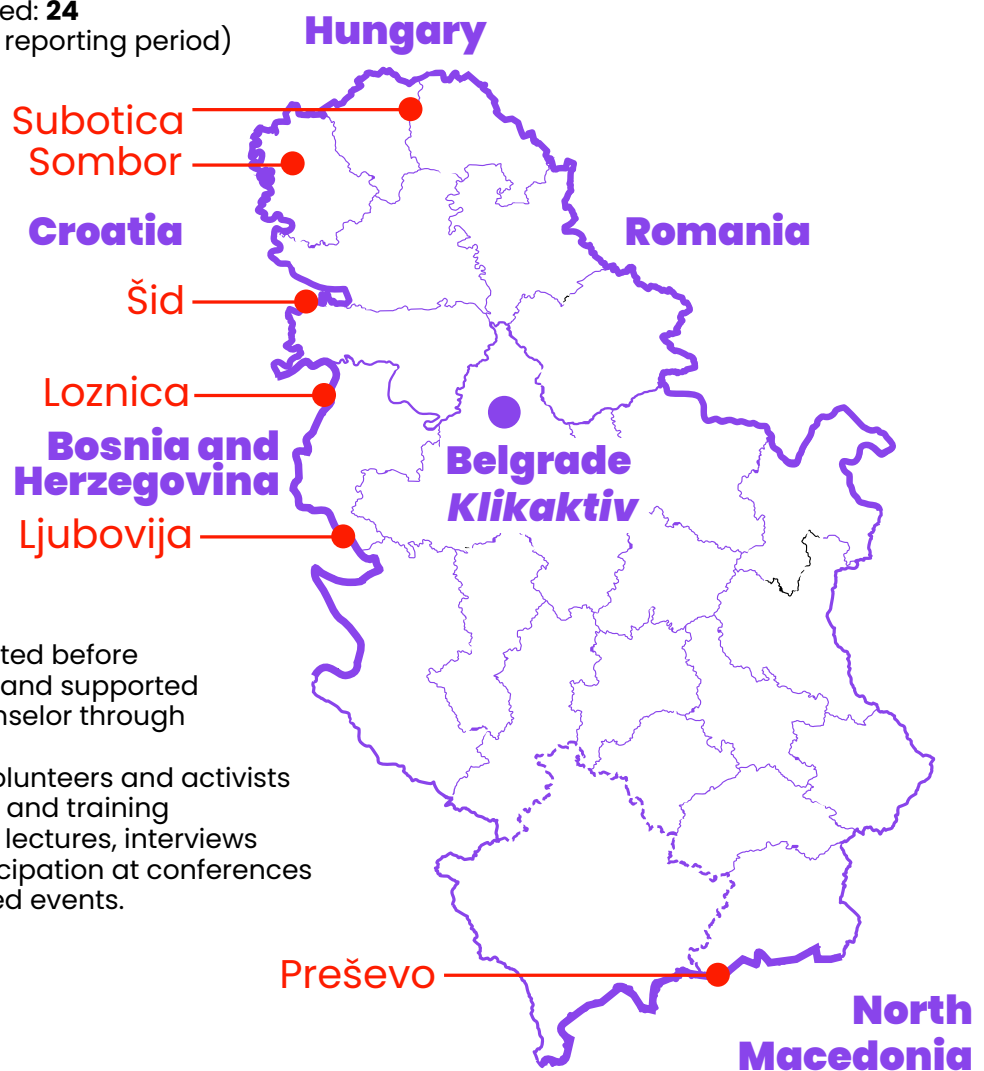 ed: 24
reporting period)
Hungary
Subotica
Sombor
Croatia
Romania
Šid
Loznica
Bosnia and
Herzegovina
Belgrade
Klikaktiv
Ljubovija
ted before
and supported
nselor through
olunteers and activists
and training
lectures, interviews
cipation at conferences
ed events.
Preševo
North
Macedonia